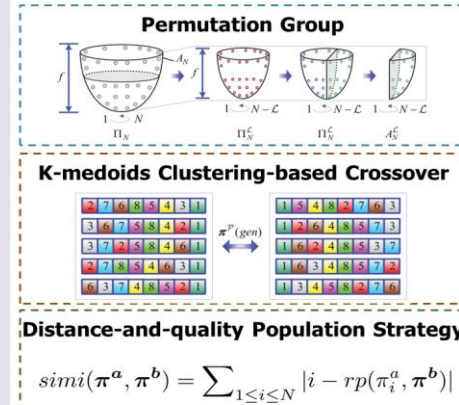 Permutation Group
f
A_N
1 N
Π_N
f
1 N − 𝓛
Π_N^𝓛
1 N − 𝓛
Π_N^𝓛
1 N − 𝓛
A_N^𝓛
K-medoids Clustering-based Crossover
2 7 6 8 5 4 3 1
3 6 7 5 8 4 2 1
3 7 2 5 8 4 6 1
2 7 8 5 4 6 3 1
6 3 7 5 8 4 2 1
π^𝒫(gen)
1 5 4 8 2 7 6 3
1 2 6 4 8 5 7 3
1 6 2 4 8 5 3 7
1 6 3 4 8 5 7 2
1 3 4 5 8 2 7 6
Distance-and-quality Population Strategy
simi(π^a, π^b) = ∑_{1≤i≤N} |i − rp(π_i^a, π^b)|